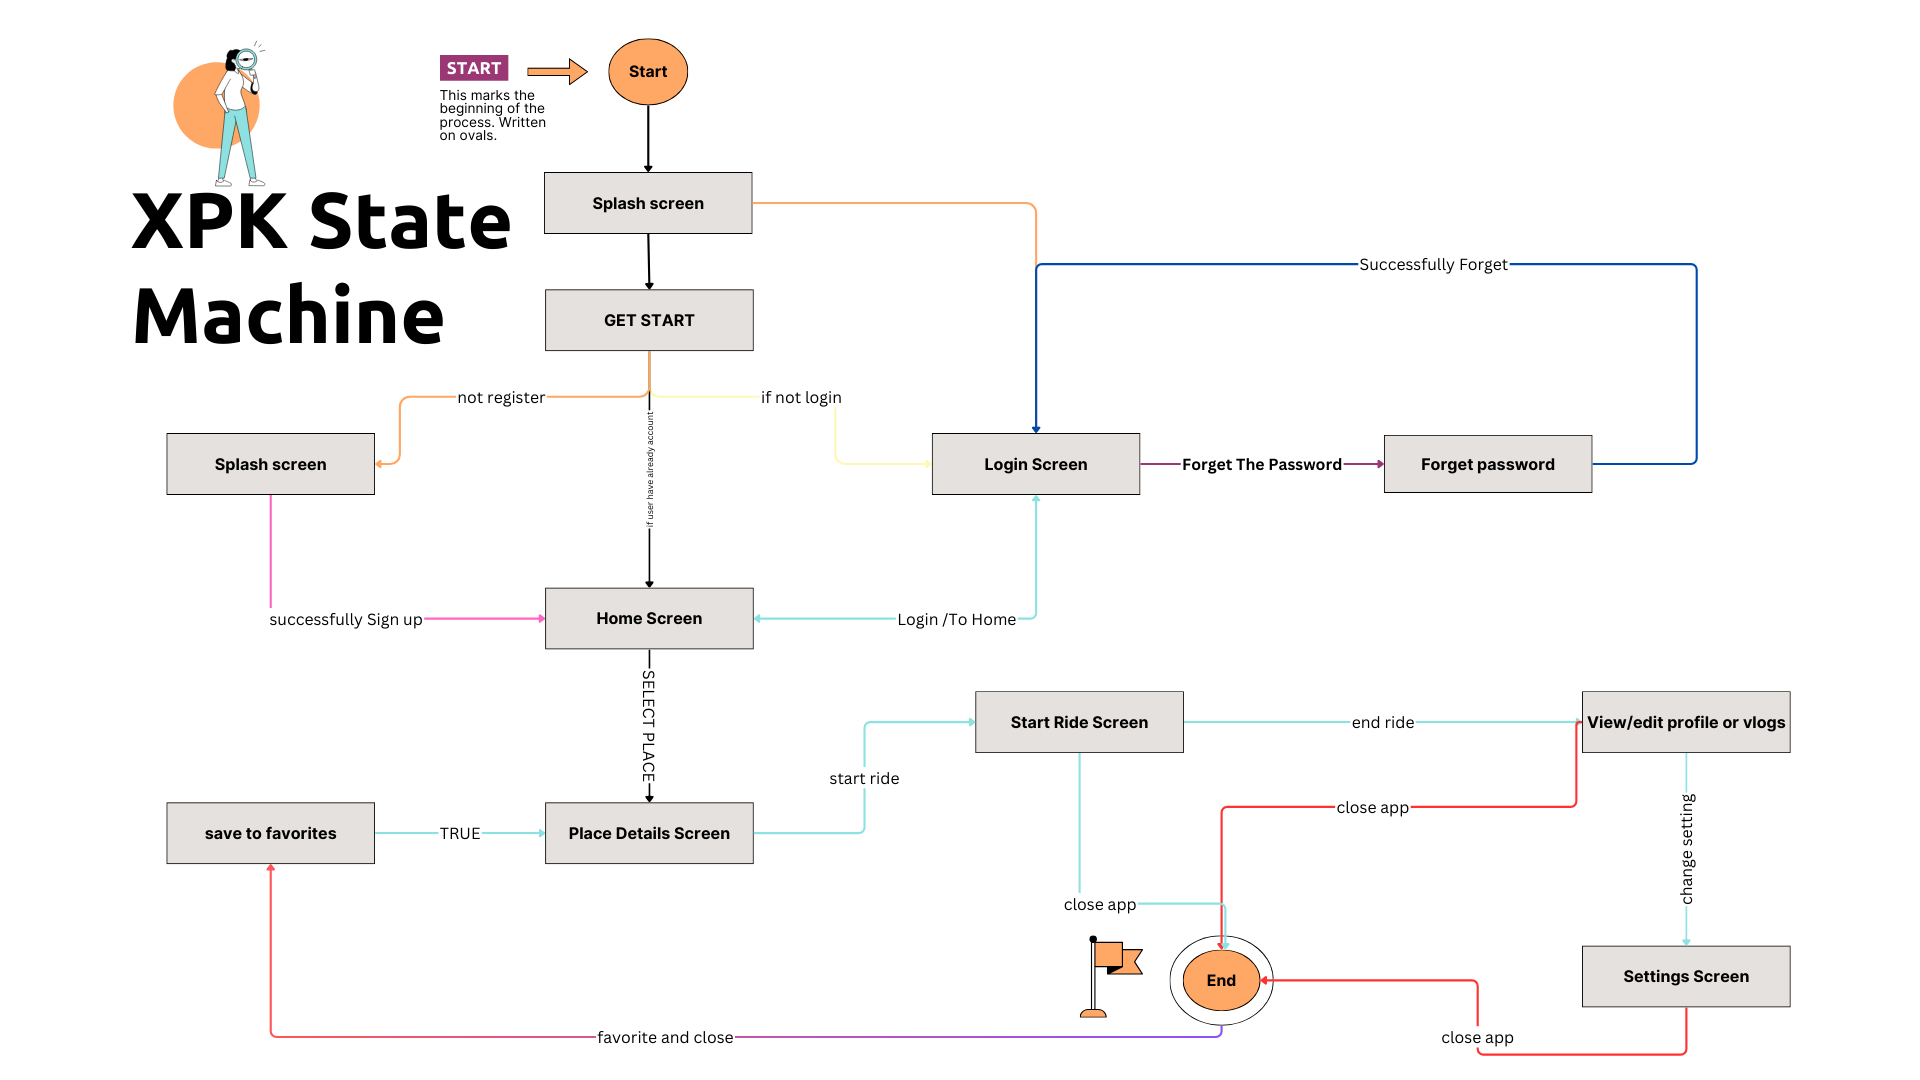 START
This marks the
beginning of the
process. Written
on ovals.
Start
XPK State
Machine
Splash screen
GET START
Successfully Forget
not register
if not login
if user have already account
Splash screen
Login Screen
Forget The Password
Forget password
successfully Sign up
Home Screen
Login /To Home
SELECT PLACE
Start Ride Screen
end ride
View/edit profile or vlogs
start ride
close app
change setting
save to favorites
TRUE
Place Details Screen
close app
End
Settings Screen
favorite and close
close app